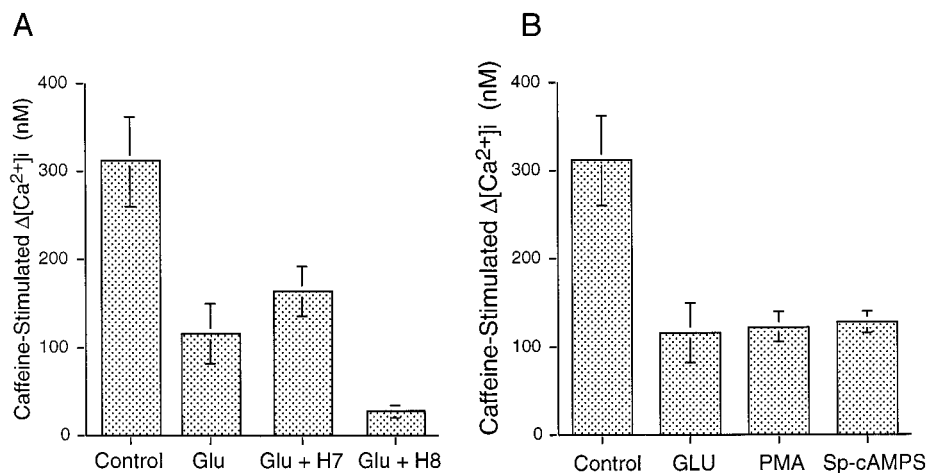 A
Caffeine-Stimulated Δ[Ca²⁺]i (nM)
400
300
200
100
0
Control Glu Glu + H7 Glu + H8
B
Caffeine-Stimulated Δ[Ca²⁺]i (nM)
400
300
200
100
0
Control GLU PMA Sp-cAMPS